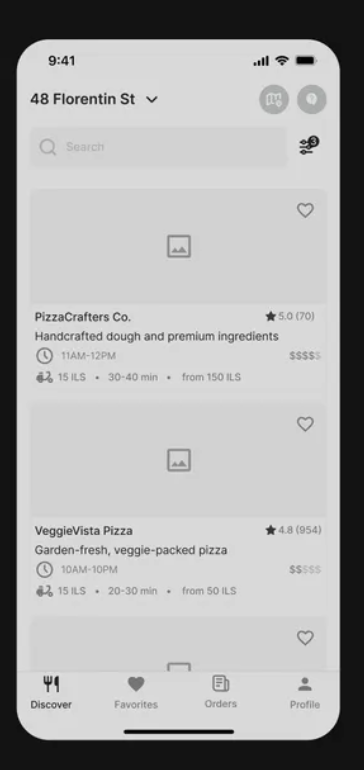 9:41
48 Florentin St
Search
3
PizzaCrafters Co. ★ 5.0 (70)
Handcrafted dough and premium ingredients
11AM-12PM $$$$$
15 ILS • 30-40 min • from 150 ILS
VeggieVista Pizza ★ 4.8 (954)
Garden-fresh, veggie-packed pizza
10AM-10PM $$$$$
15 ILS • 20-30 min • from 50 ILS
Discover Favorites Orders Profile